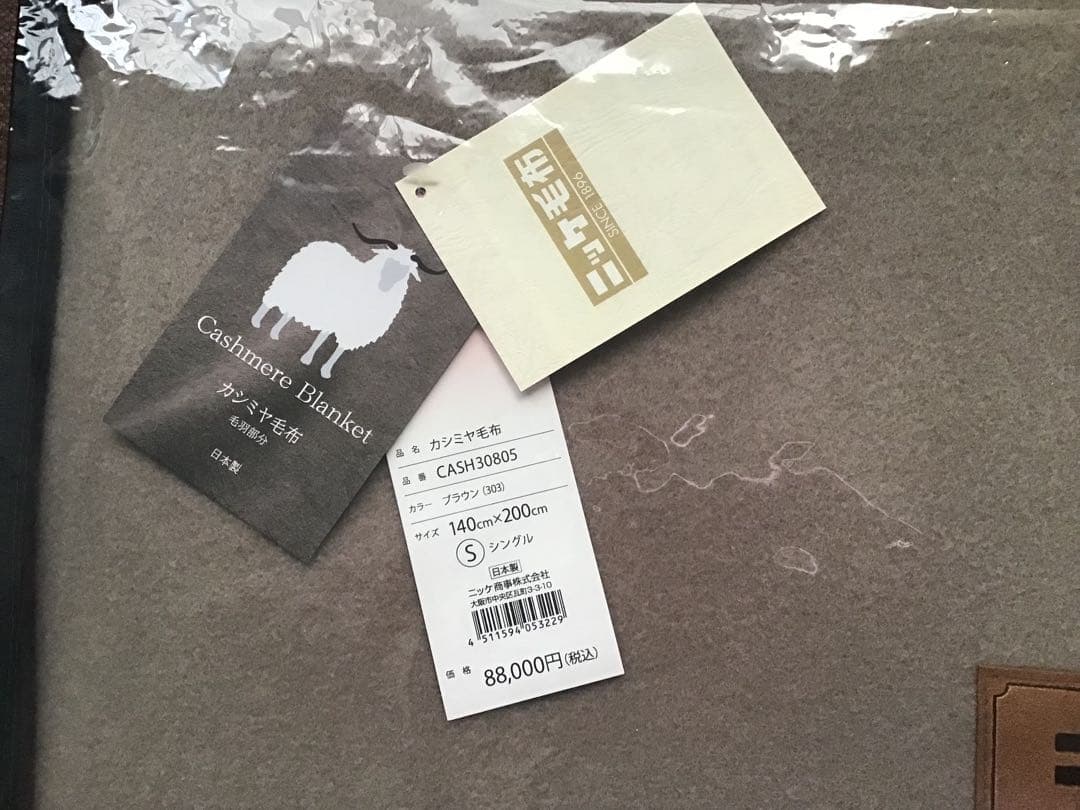 ニッケ毛布
SINCE 1896
Cashmere Blanket
カシミヤ毛布
毛羽部分
日本製
品名 カシミヤ毛布
品番 CASH30805
カラー ブラウン(303)
サイズ 140cm×200cm
S シングル
日本製
ニッケ商事株式会社
大阪市中央区瓦町3-3-10
4 511594 053229
価格 88,000円(税込)